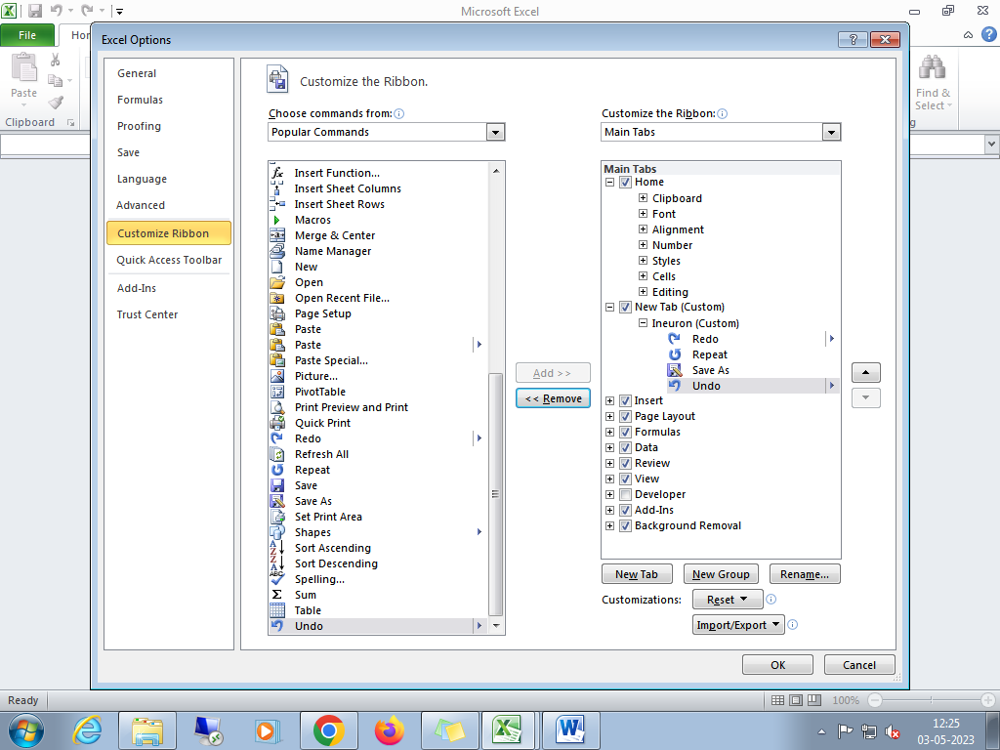 Microsoft Excel
File
Hor
Excel Options
Paste
Clipboard
Find &
Select
g
General
Formulas
Proofing
Save
Language
Advanced
Customize Ribbon
Quick Access Toolbar
Add-Ins
Trust Center
Customize the Ribbon.
Choose commands from:
Popular Commands
Insert Function...
Insert Sheet Columns
Insert Sheet Rows
Macros
Merge & Center
Name Manager
New
Open
Open Recent File...
Page Setup
Paste
Paste
Paste Special...
Picture...
PivotTable
Print Preview and Print
Quick Print
Redo
Refresh All
Repeat
Save
Save As
Set Print Area
Shapes
Sort Ascending
Sort Descending
Spelling...
Sum
Table
Undo
Add >>
<< Remove
Customize the Ribbon:
Main Tabs
Main Tabs
Home
Clipboard
Font
Alignment
Number
Styles
Cells
Editing
New Tab (Custom)
Ineuron (Custom)
Redo
Repeat
Save As
Undo
Insert
Page Layout
Formulas
Data
Review
View
Developer
Add-Ins
Background Removal
New Tab
New Group
Rename...
Customizations:
Reset
Import/Export
OK
Cancel
Ready
100%
12:25
03-05-2023